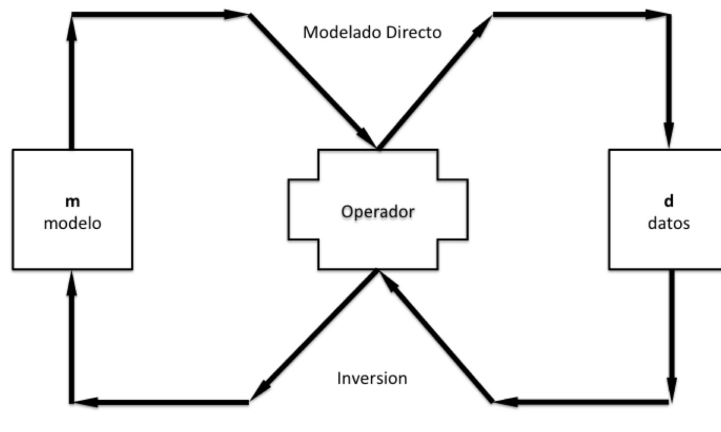 Modelado Directo
m
modelo
Operador
d
datos
Inversion